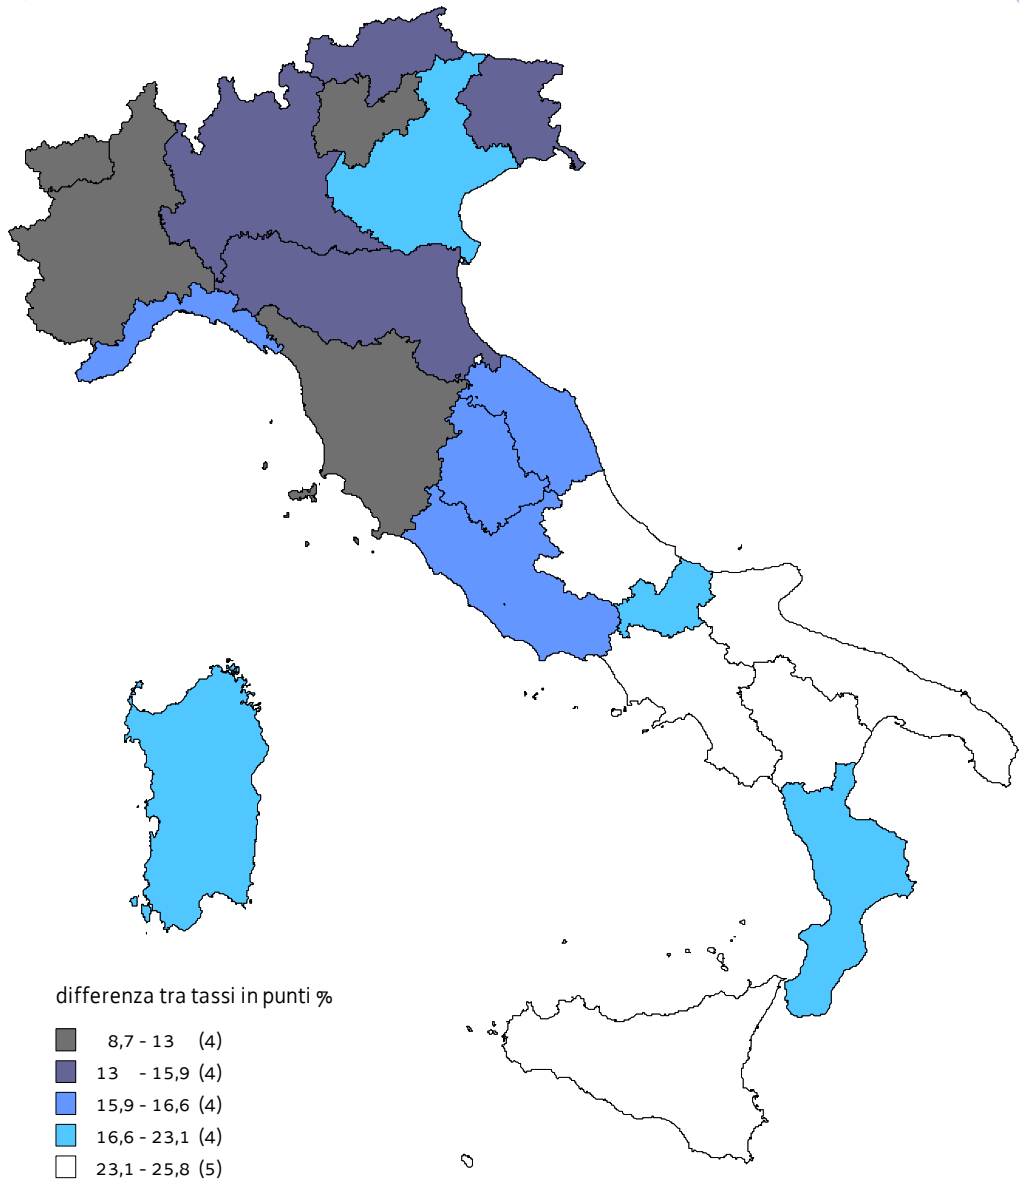 differenza tra tassi in punti %
8,7 - 13 (4)
13 - 15,9 (4)
15,9 - 16,6 (4)
16,6 - 23,1 (4)
23,1 - 25,8 (5)